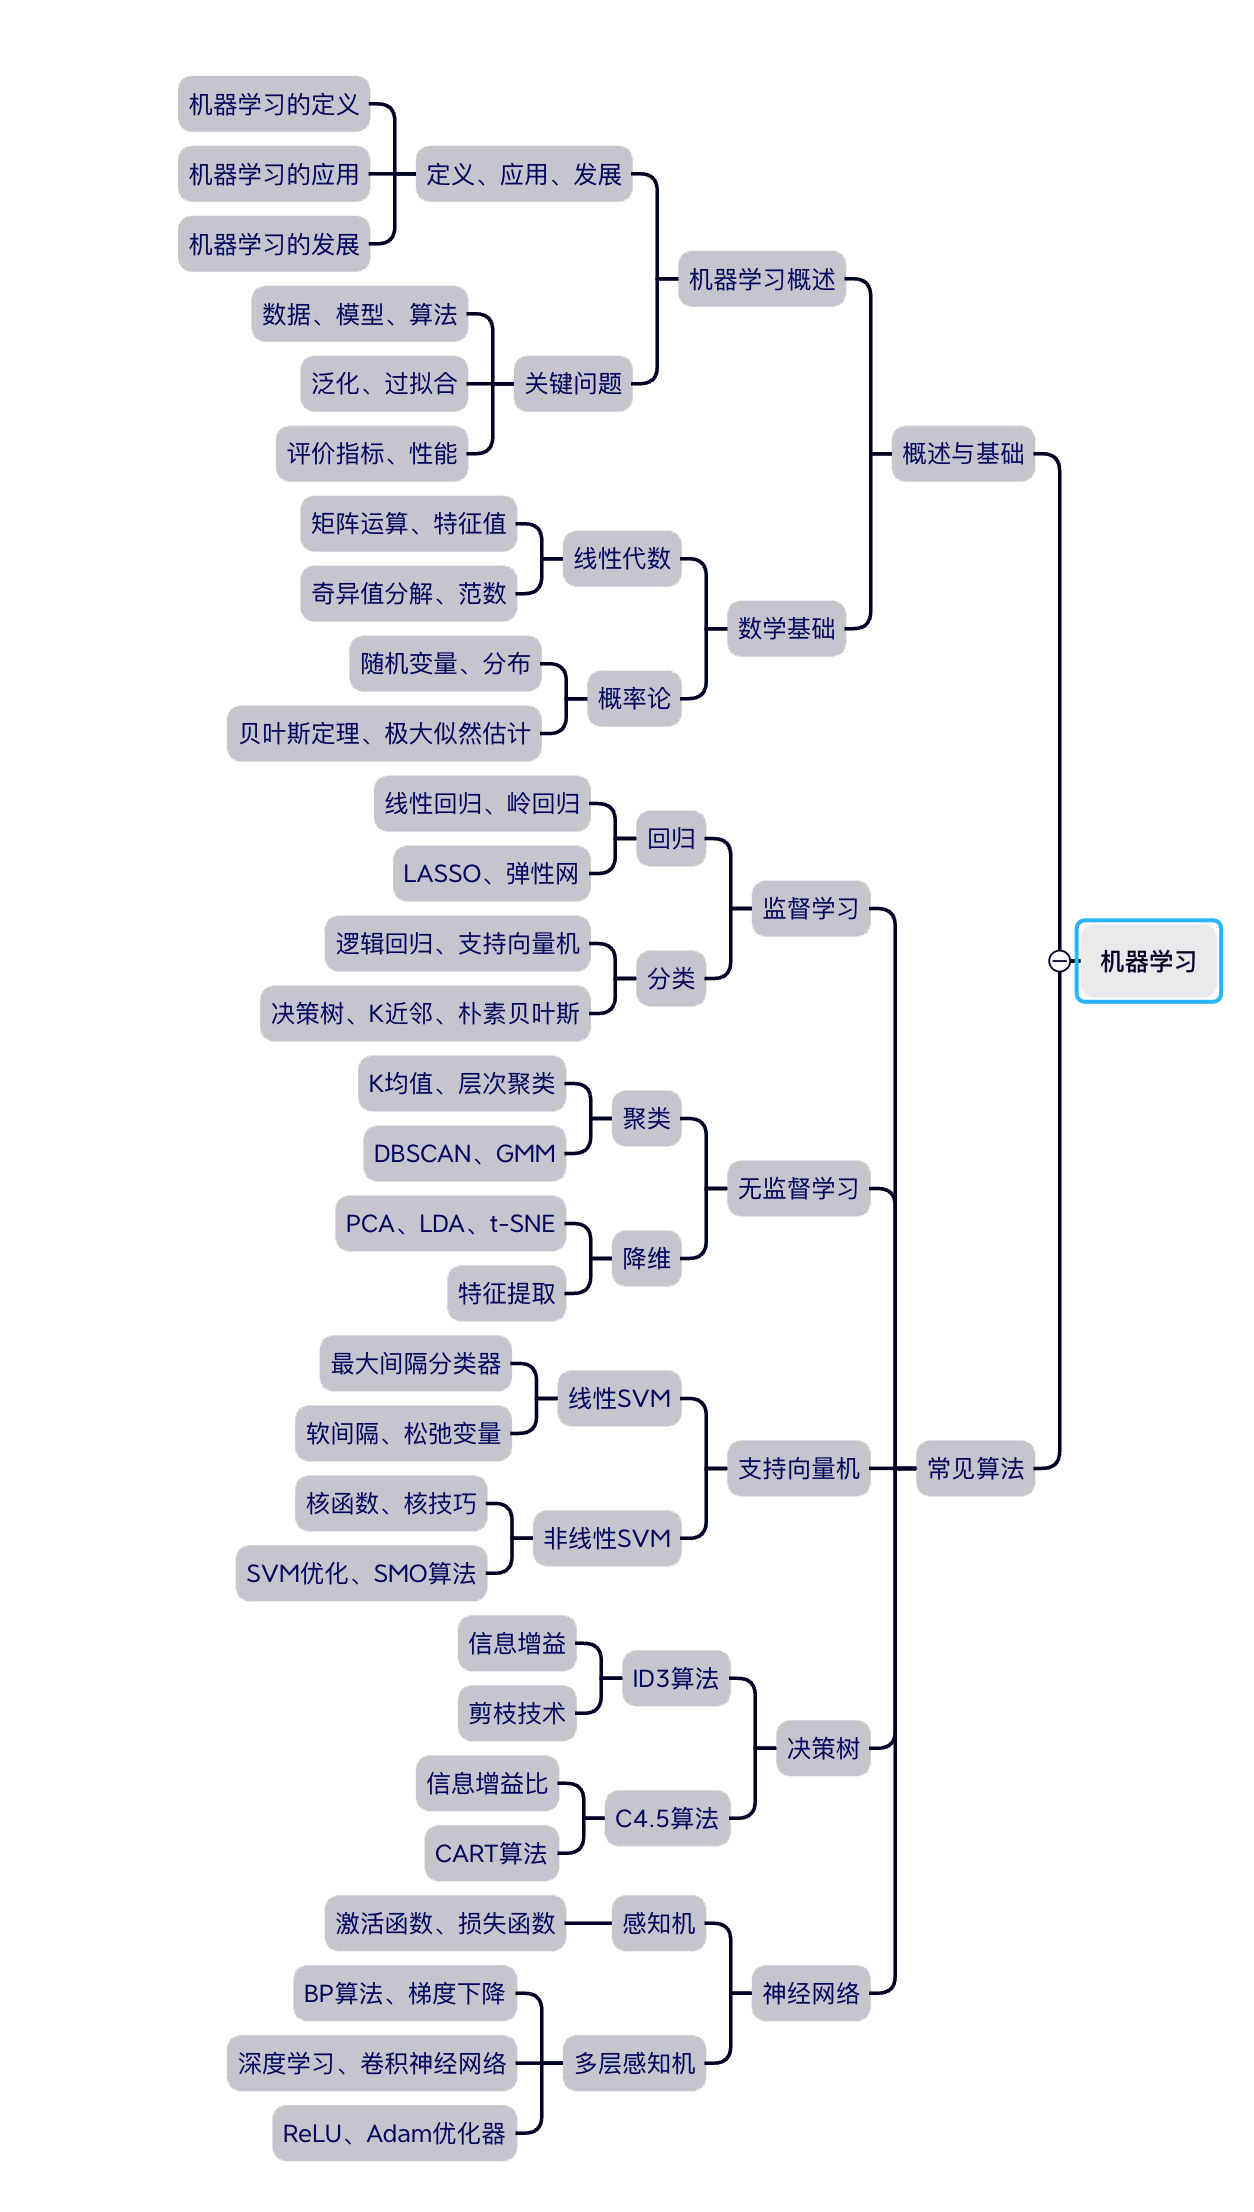 机器学习
概述与基础
机器学习概述
定义、应用、发展
机器学习的定义
机器学习的应用
机器学习的发展
关键问题
数据、模型、算法
泛化、过拟合
评价指标、性能
数学基础
线性代数
矩阵运算、特征值
奇异值分解、范数
概率论
随机变量、分布
贝叶斯定理、极大似然估计
常见算法
监督学习
回归
线性回归、岭回归
LASSO、弹性网
分类
逻辑回归、支持向量机
决策树、K近邻、朴素贝叶斯
无监督学习
聚类
K均值、层次聚类
DBSCAN、GMM
降维
PCA、LDA、t-SNE
特征提取
支持向量机
线性SVM
最大间隔分类器
软间隔、松弛变量
非线性SVM
核函数、核技巧
SVM优化、SMO算法
决策树
ID3算法
信息增益
剪枝技术
C4.5算法
信息增益比
CART算法
神经网络
感知机
激活函数、损失函数
多层感知机
BP算法、梯度下降
深度学习、卷积神经网络
ReLU、Adam优化器